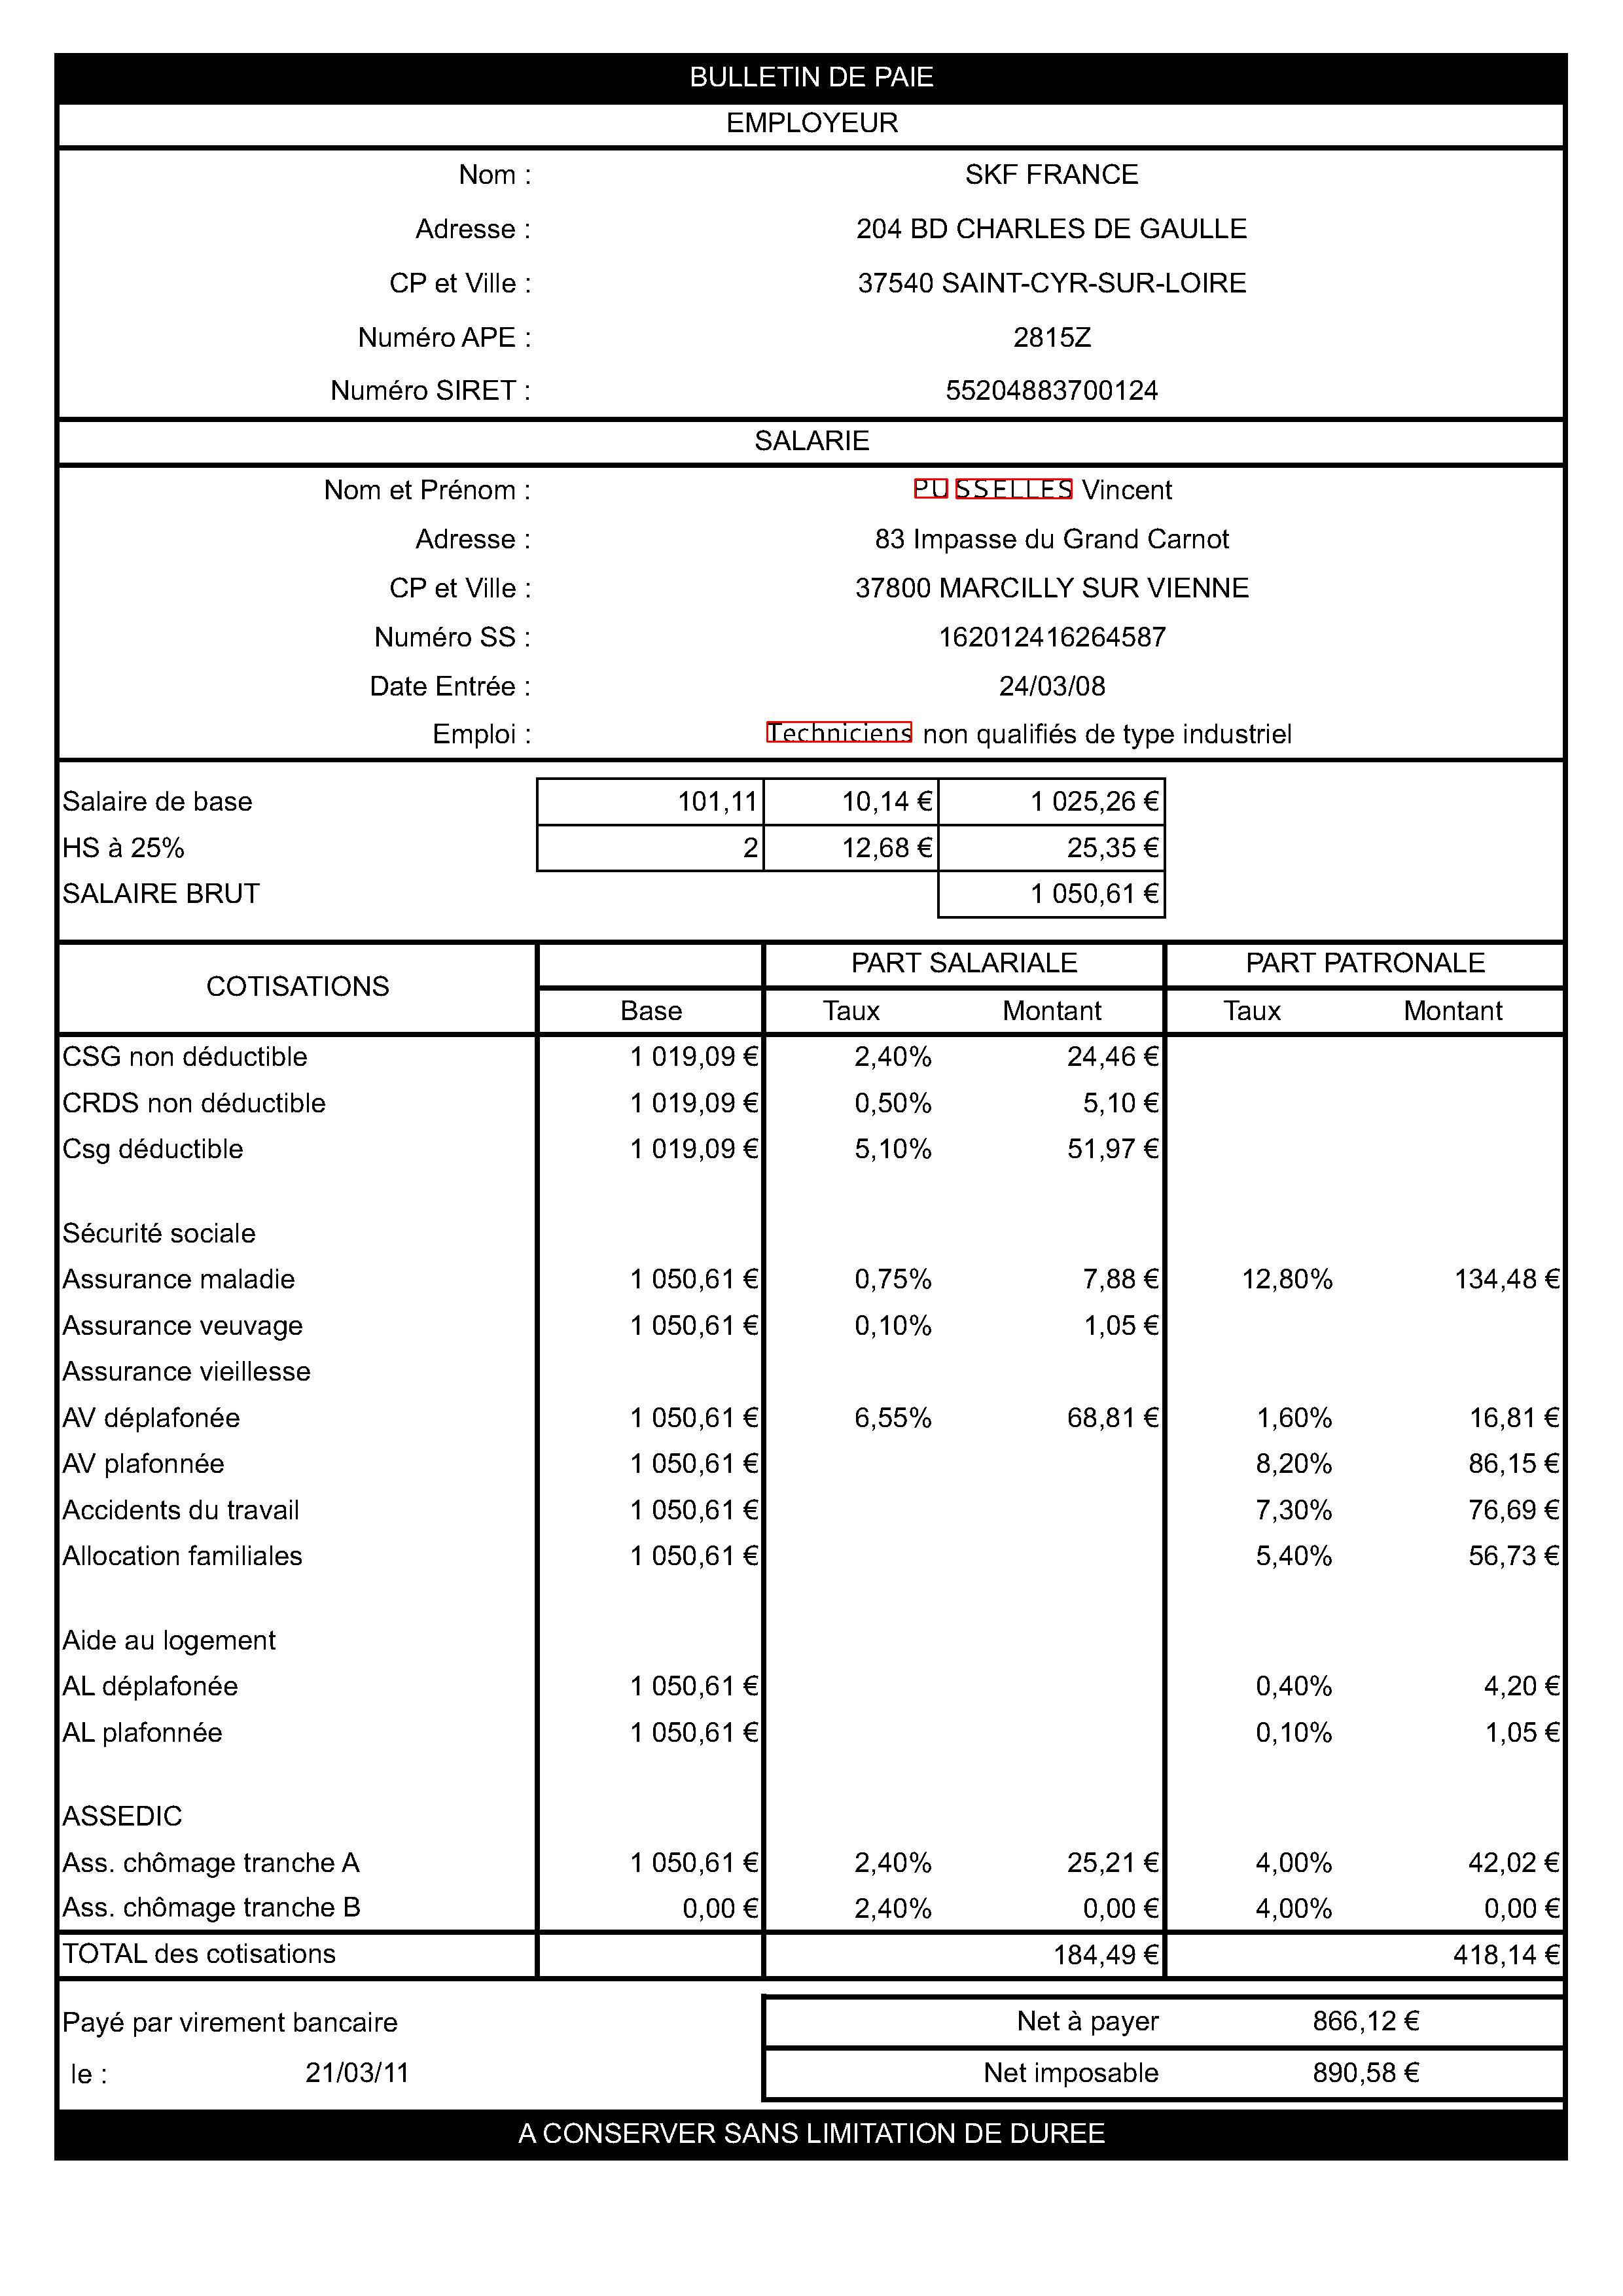 BULLETIN DE PAIE
EMPLOYEUR
Nom : SKF FRANCE
Adresse : 204 BD CHARLES DE GAULLE
CP et Ville : 37540 SAINT-CYR-SUR-LOIRE
Numéro APE : 2815Z
Numéro SIRET : 55204883700124
SALARIE
Nom et Prénom : PU SSELLES Vincent
Adresse : 83 Impasse du Grand Carnot
CP et Ville : 37800 MARCILLY SUR VIENNE
Numéro SS : 162012416264587
Date Entrée : 24/03/08
Emploi : Techniciens non qualifiés de type industriel
Salaire de base 101,11 10,14 € 1 025,26 €
HS à 25% 2 12,68 € 25,35 €
SALAIRE BRUT 1 050,61 €
COTISATIONS PART SALARIALE PART PATRONALE
Base Taux Montant Taux Montant
CSG non déductible 1 019,09 € 2,40% 24,46 €
CRDS non déductible 1 019,09 € 0,50% 5,10 €
Csg déductible 1 019,09 € 5,10% 51,97 €
Sécurité sociale
Assurance maladie 1 050,61 € 0,75% 7,88 € 12,80% 134,48 €
Assurance veuvage 1 050,61 € 0,10% 1,05 €
Assurance vieillesse
AV déplafonée 1 050,61 € 6,55% 68,81 € 1,60% 16,81 €
AV plafonnée 1 050,61 € 8,20% 86,15 €
Accidents du travail 1 050,61 € 7,30% 76,69 €
Allocation familiales 1 050,61 € 5,40% 56,73 €
Aide au logement
AL déplafonée 1 050,61 € 0,40% 4,20 €
AL plafonnée 1 050,61 € 0,10% 1,05 €
ASSEDIC
Ass. chômage tranche A 1 050,61 € 2,40% 25,21 € 4,00% 42,02 €
Ass. chômage tranche B 0,00 € 2,40% 0,00 € 4,00% 0,00 €
TOTAL des cotisations 184,49 € 418,14 €
Payé par virement bancaire Net à payer 866,12 €
le : 21/03/11 Net imposable 890,58 €
A CONSERVER SANS LIMITATION DE DUREE